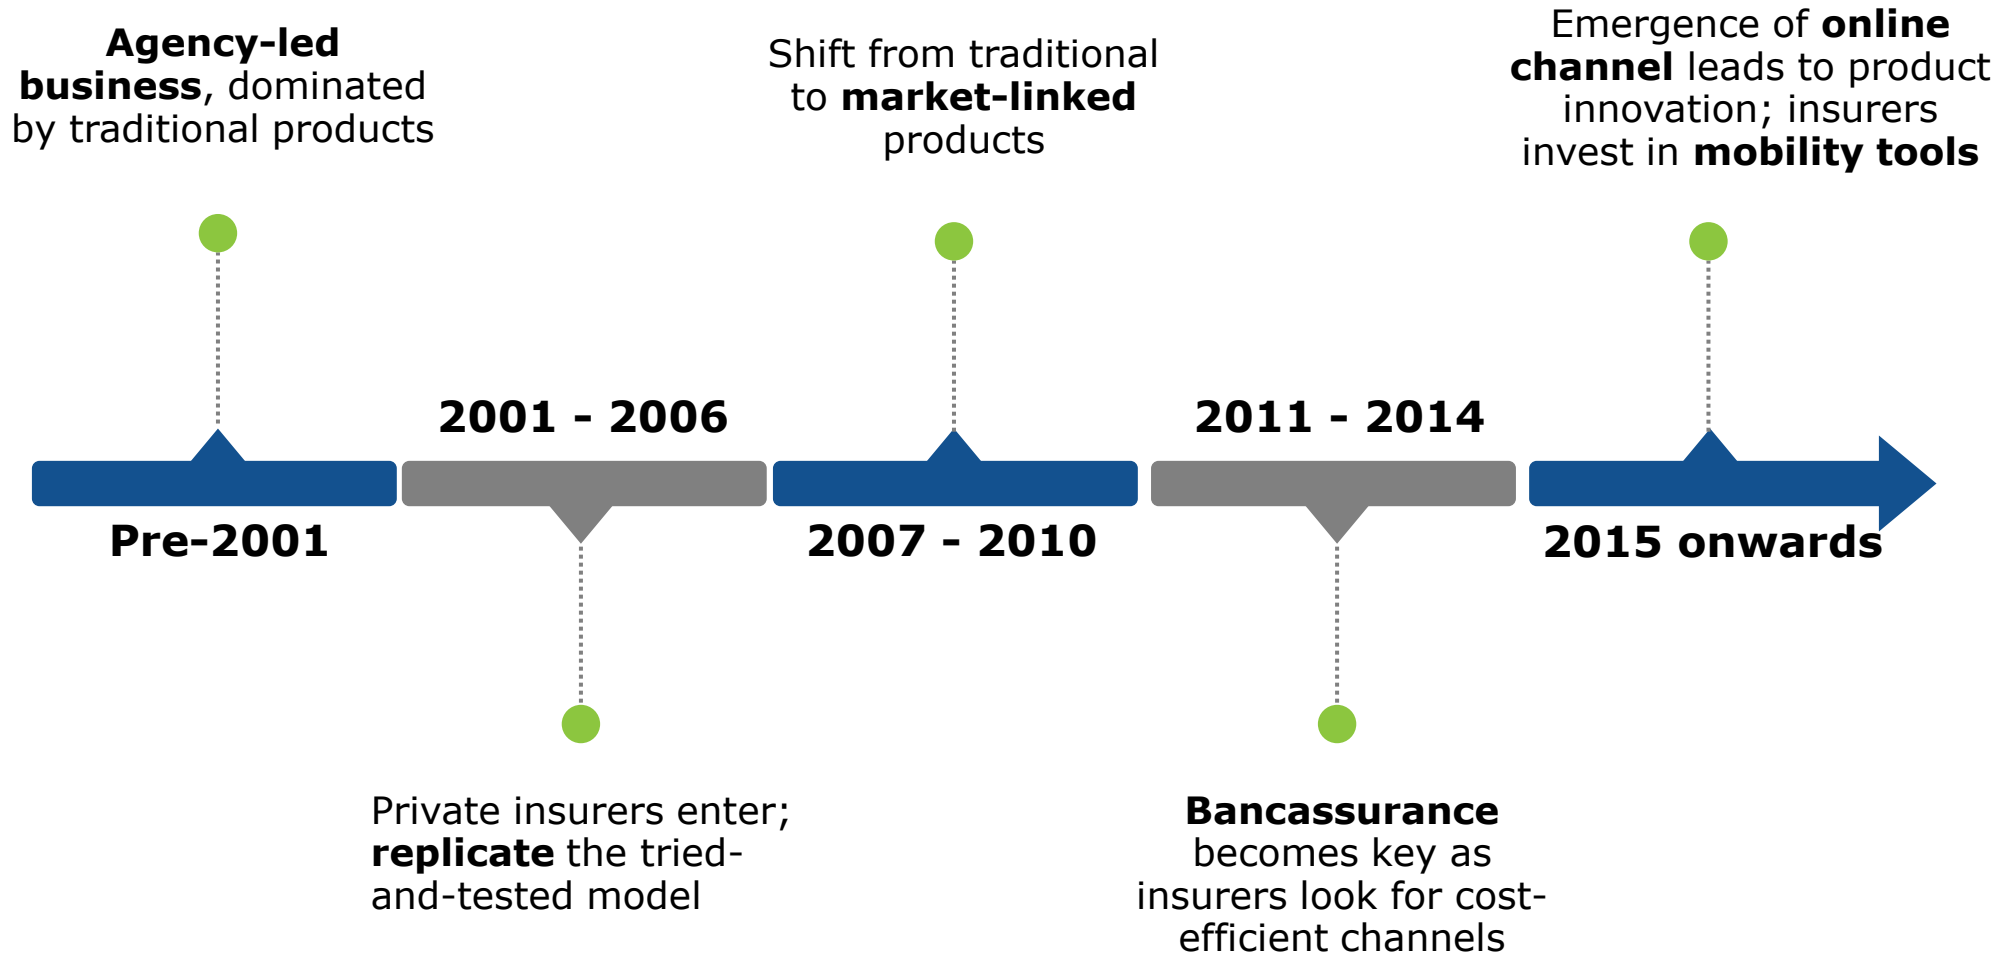 Agency-led
business, dominated
by traditional products
Shift from traditional
to market-linked
products
Emergence of online
channel leads to product
innovation; insurers
invest in mobility tools
2001 - 2006
2011 - 2014
Pre-2001
2007 - 2010
2015 onwards
Private insurers enter;
replicate the tried-
and-tested model
Bancassurance
becomes key as
insurers look for cost-
efficient channels